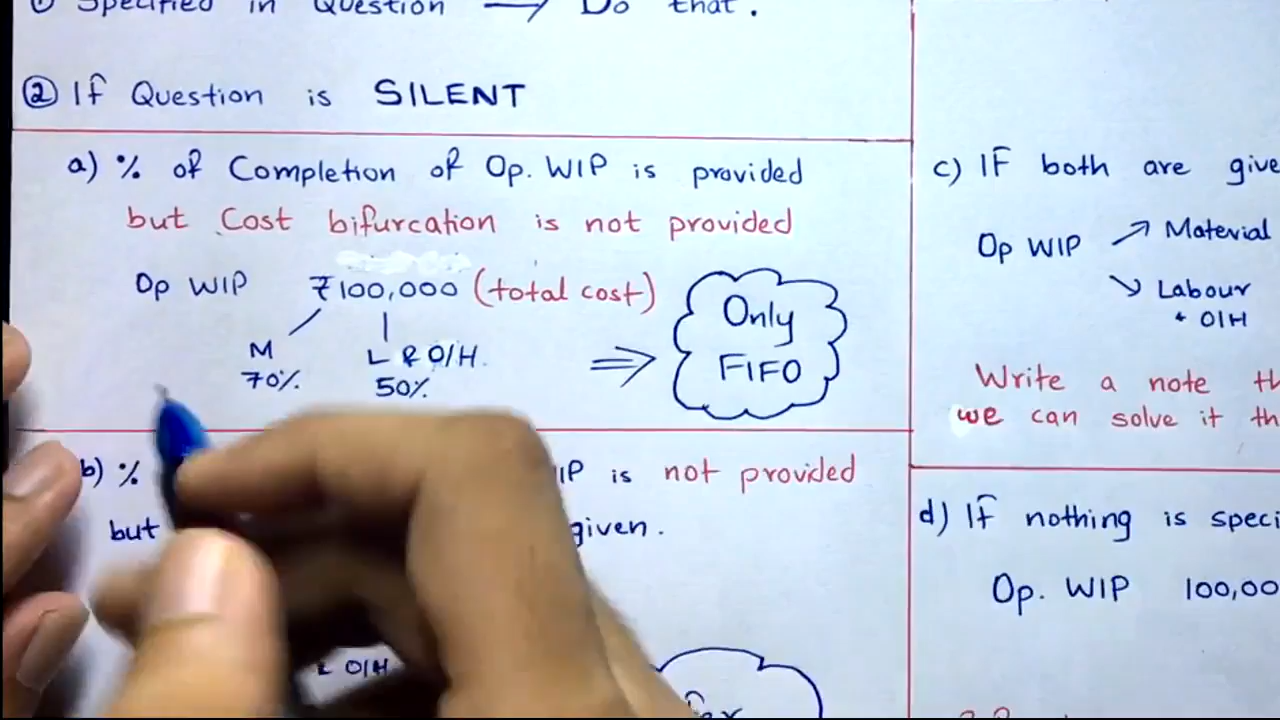 ① Specified in Question → Do that.
② If Question is SILENT
a) % of Completion of Op. WIP is provided
but Cost bifurcation is not provided
Op WIP ₹100,000 (total cost)
M L & O/H.
70% 50%
⇒ Only
FIFO
b) % is not provided
but given.
L O/H
c) IF both are give
Op WIP ↗ Material
↘ Labour
+ O/H
Write a note th
we can solve it th
d) If nothing is speci
Op. WIP 100,00